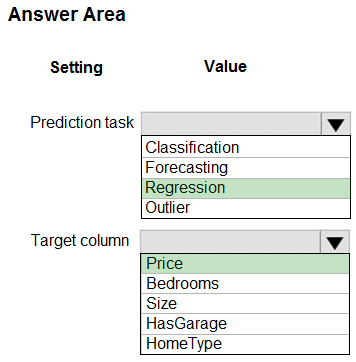 Answer Area
Setting Value
Prediction task
Classification
Forecasting
Regression
Outlier
Target column
Price
Bedrooms
Size
HasGarage
HomeType